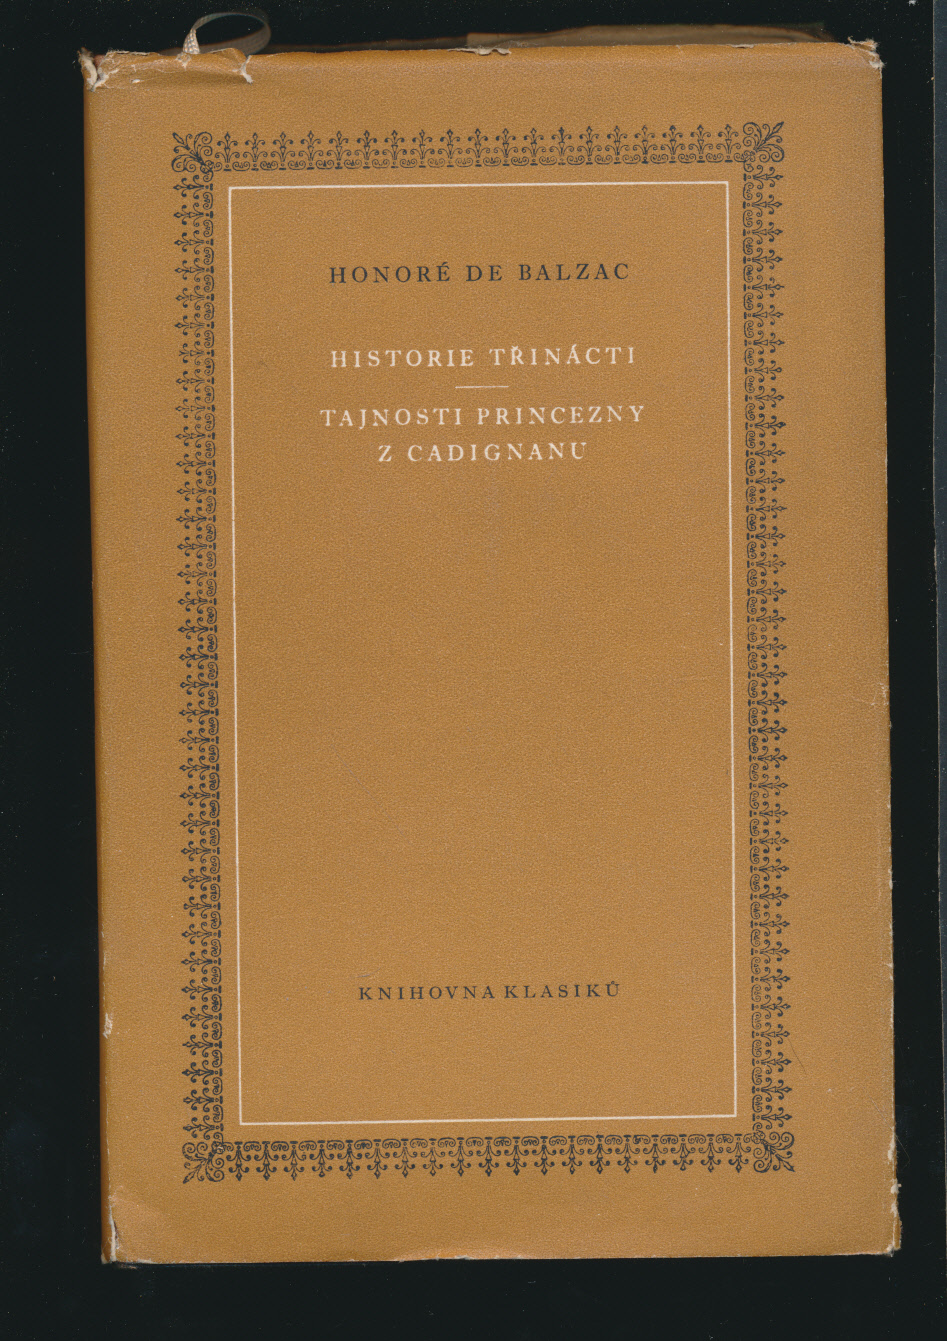 HONORÉ DE BALZAC
HISTORIE TŘINÁCTI
TAJNOSTI PRINCEZNY
Z CADIGNANU
KNIHOVNA KLASIKŮ